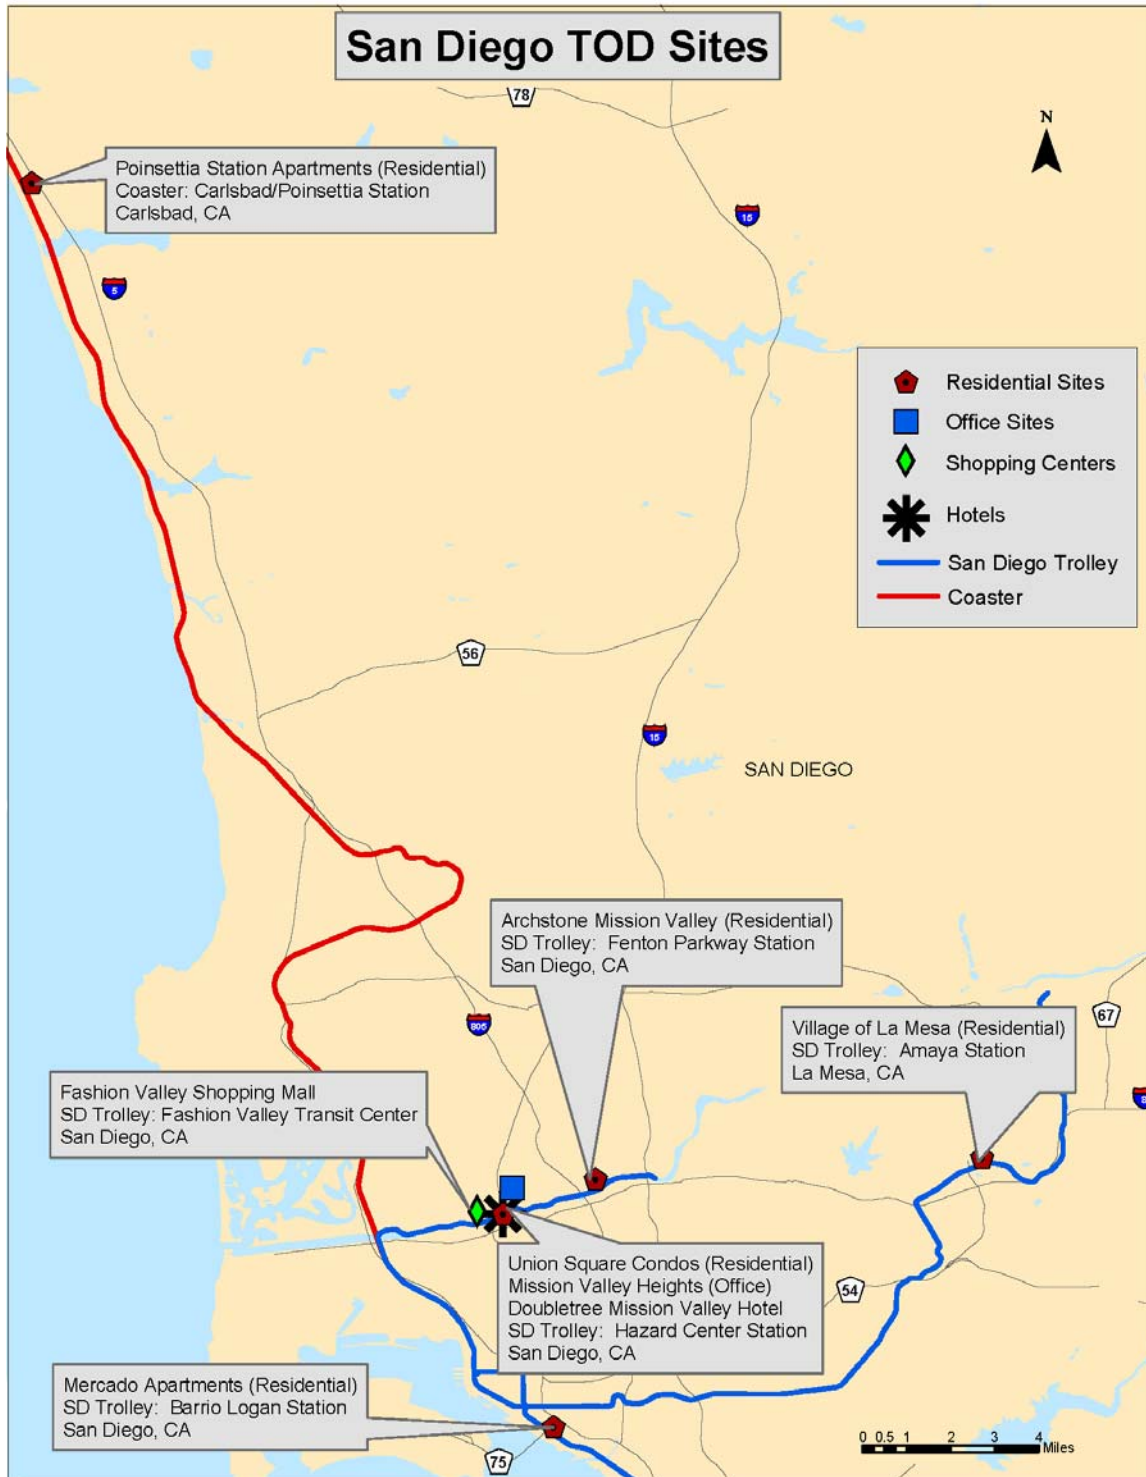 San Diego TOD Sites
78
N
Poinsettia Station Apartments (Residential)
Coaster: Carlsbad/Poinsettia Station
Carlsbad, CA
15
5
Residential Sites
Office Sites
Shopping Centers
Hotels
San Diego Trolley
Coaster
56
15
SAN DIEGO
Archstone Mission Valley (Residential)
SD Trolley: Fenton Parkway Station
San Diego, CA
805
67
Village of La Mesa (Residential)
SD Trolley: Amaya Station
La Mesa, CA
8
Fashion Valley Shopping Mall
SD Trolley: Fashion Valley Transit Center
San Diego, CA
Union Square Condos (Residential)
Mission Valley Heights (Office)
Doubletree Mission Valley Hotel
SD Trolley: Hazard Center Station
San Diego, CA
54
Mercado Apartments (Residential)
SD Trolley: Barrio Logan Station
San Diego, CA
75
0 0.5 1 2 3 4
Miles